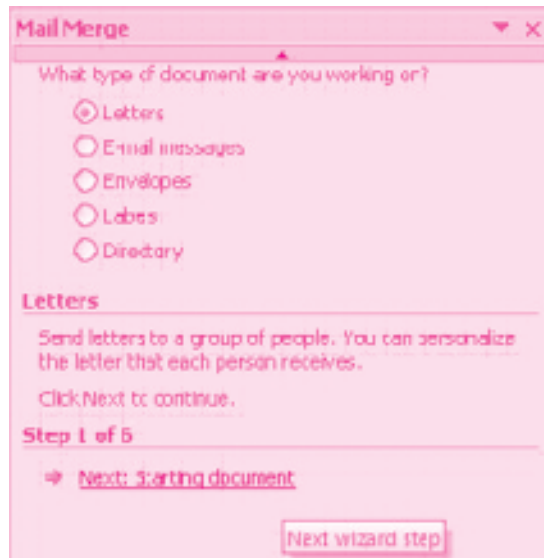 Mail Merge
What type of document are you working on?
Letters
E-mail messages
Envelopes
Labels
Directory
Letters
Send letters to a group of people. You can personalize
the letter that each person receives.
Click Next to continue.
Step 1 of 6
Next: Starting document
Next wizard step